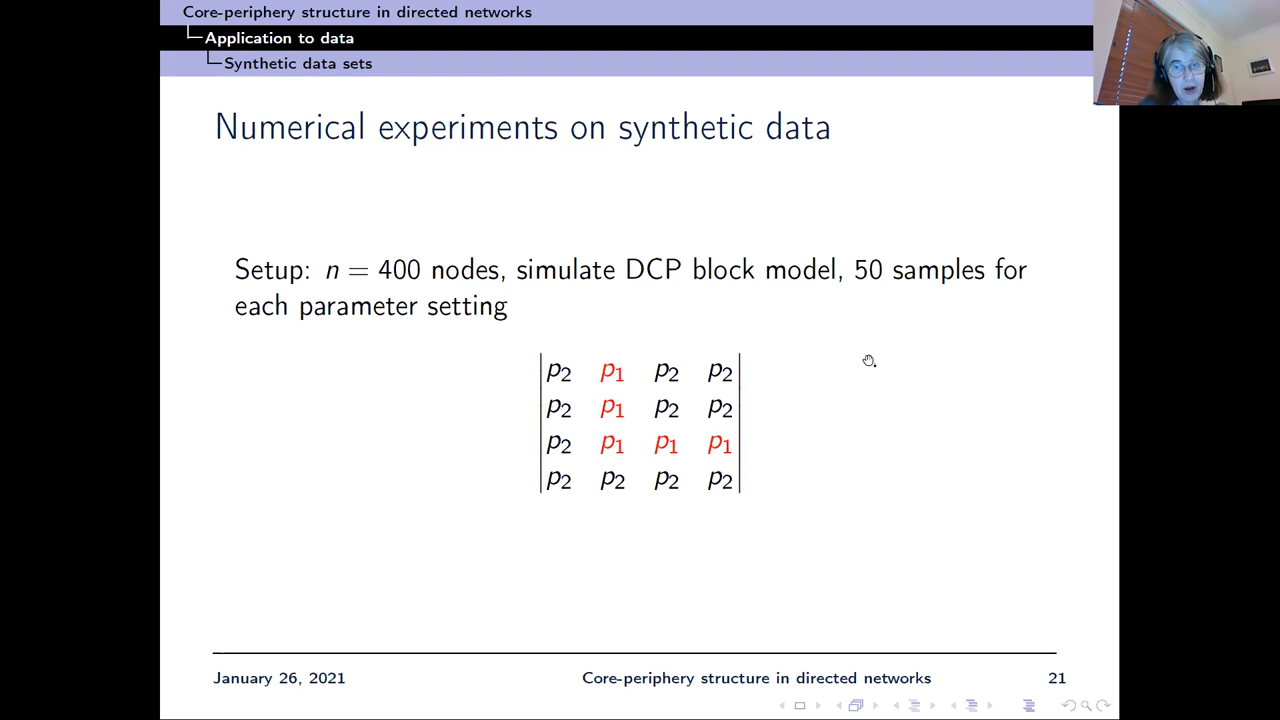 Core-periphery structure in directed networks
Application to data
Synthetic data sets
Numerical experiments on synthetic data
Setup: n = 400 nodes, simulate DCP block model, 50 samples for
each parameter setting
p₂ p₁ p₂ p₂
p₂ p₁ p₂ p₂
p₂ p₁ p₁ p₁
p₂ p₂ p₂ p₂
January 26, 2021 Core-periphery structure in directed networks 21